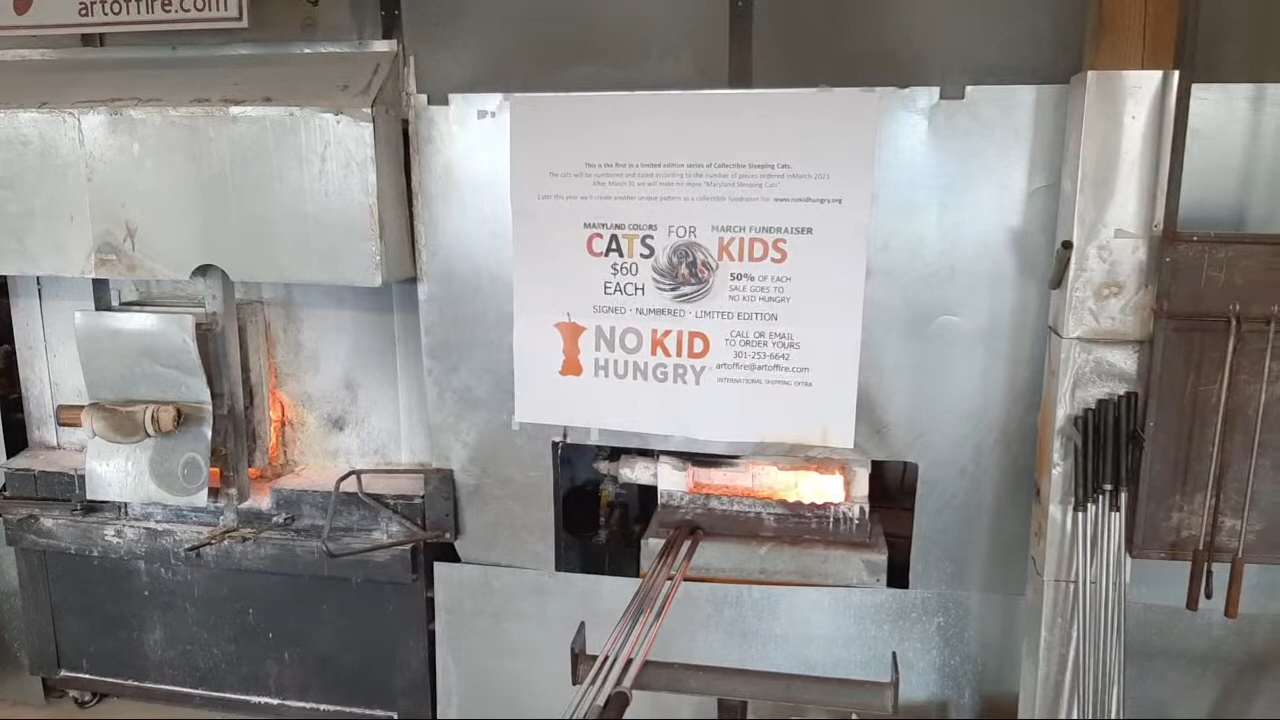 artoffire.com
This is the first in a limited edition series of Collectible Sleeping Cats.
The cats will be numbered and dated according to the number of pieces ordered in March 2023
After March 31 we will make no more "Maryland Sleeping Cats".
Later this year we'll create another unique pattern as a collectible fundraiser for www.nokidhungry.org
MARYLAND COLORS FOR MARCH FUNDRAISER
CATS KIDS
$60 EACH
50% OF EACH
SALE GOES TO
NO KID HUNGRY
SIGNED • NUMBERED • LIMITED EDITION
NO KID
HUNGRY
CALL OR EMAIL
TO ORDER YOURS
301-253-6642
artoffire@artoffire.com
INTERNATIONAL SHIPPING EXTRA